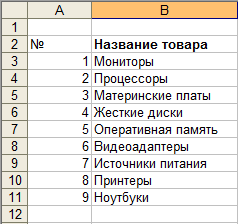 A B
1
2 № Название товара
3 1 Мониторы
4 2 Процессоры
5 3 Материнские платы
6 4 Жесткие диски
7 5 Оперативная память
8 6 Видеоадаптеры
9 7 Источники питания
10 8 Принтеры
11 9 Ноутбуки
12